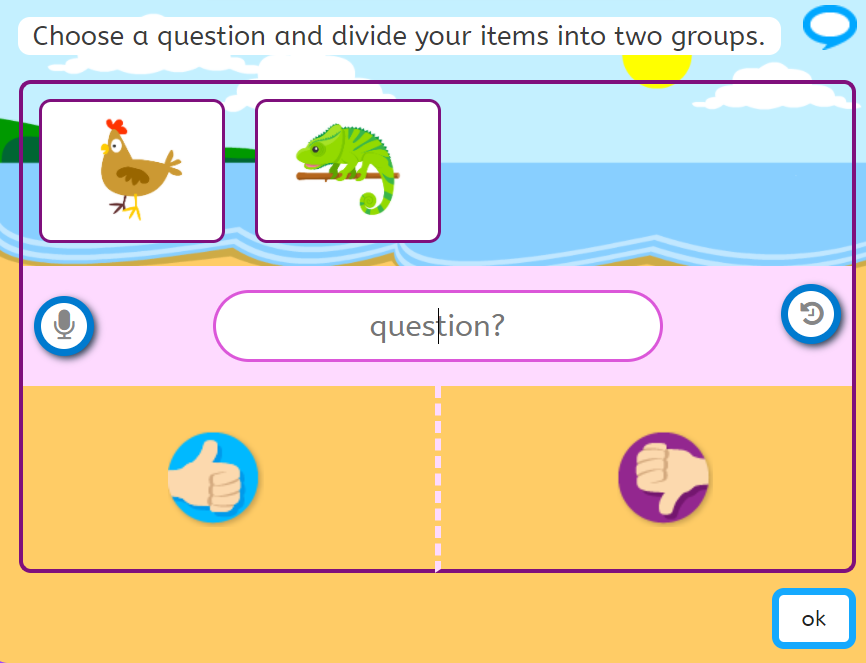 Choose a question and divide your items into two groups.
question?
ok